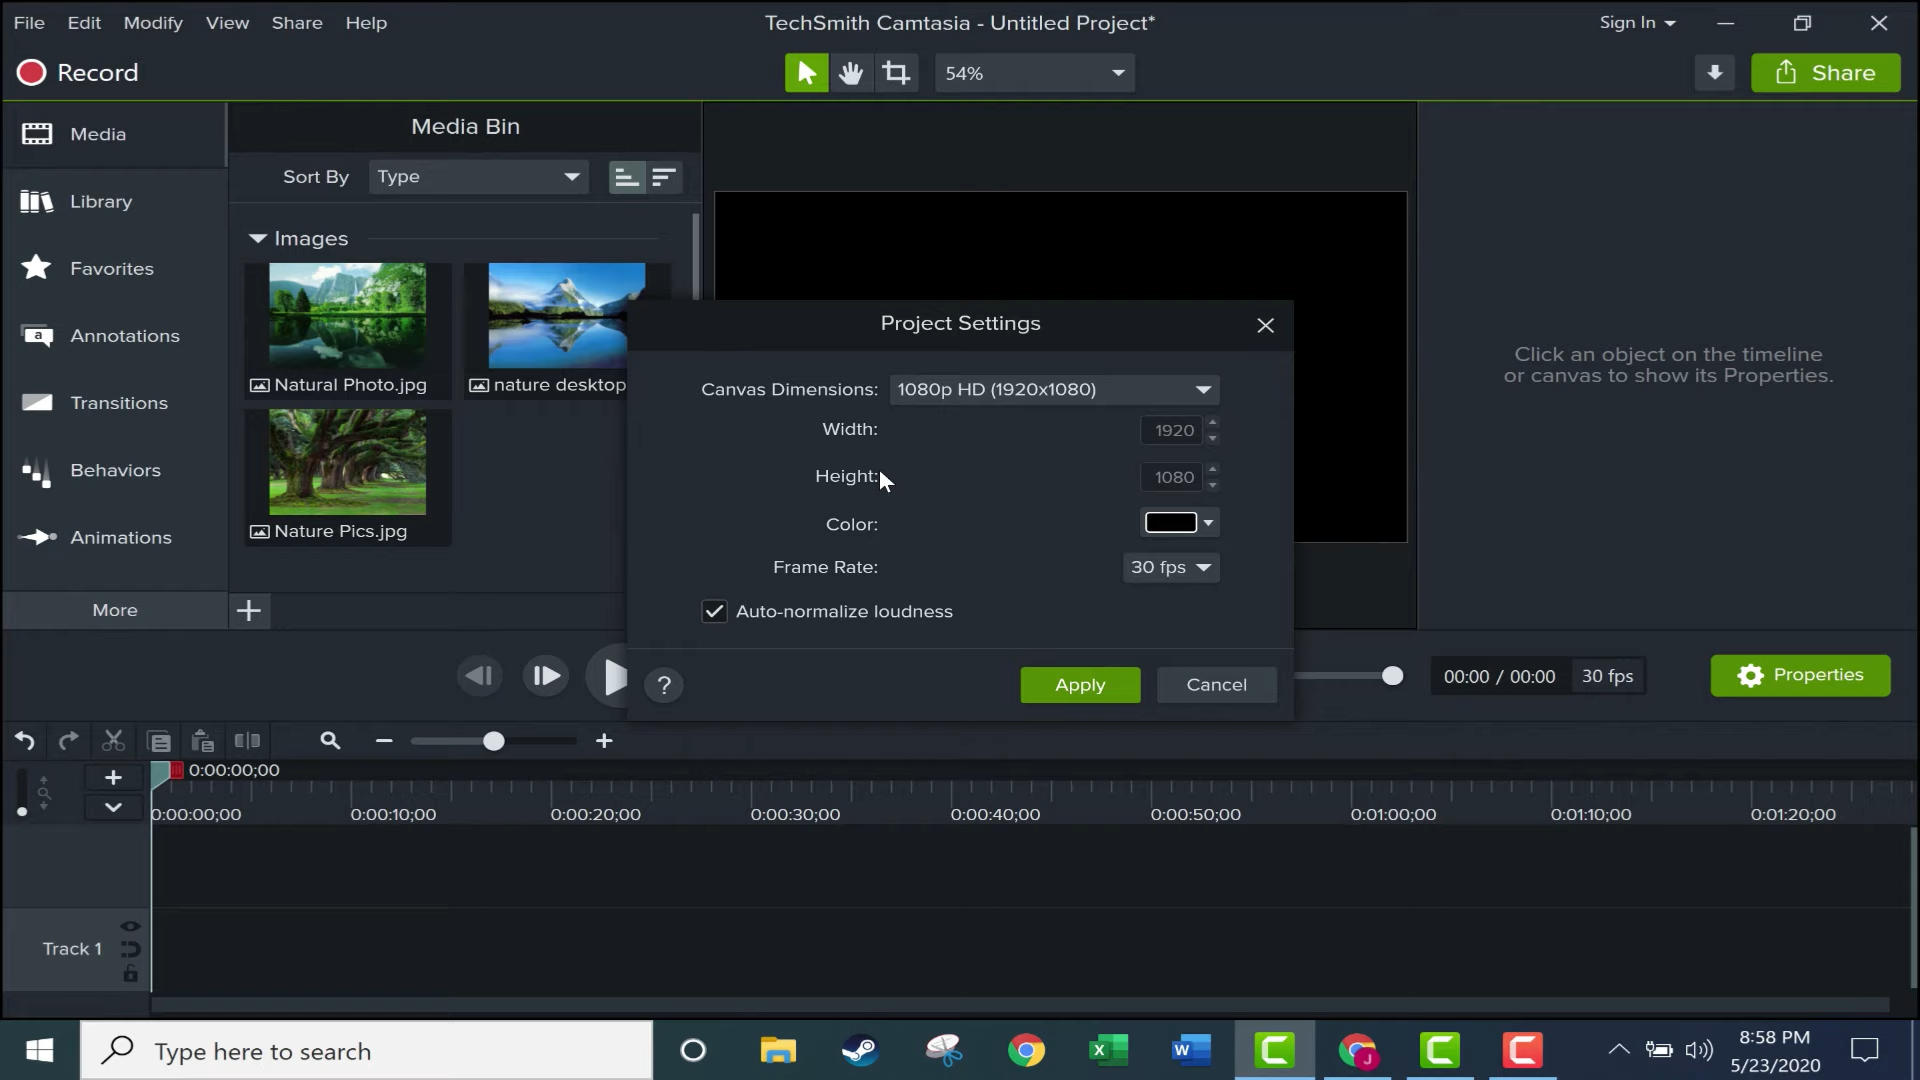 File Edit Modify View Share Help
TechSmith Camtasia - Untitled Project*
Sign In
Record
54%
Share
Media
Library
Favorites
Annotations
Transitions
Behaviors
Animations
More
Media Bin
Sort By Type
Images
Natural Photo.jpg
nature desktop
Nature Pics.jpg
Project Settings
Canvas Dimensions: 1080p HD (1920x1080)
Width: 1920
Height: 1080
Color:
Frame Rate: 30 fps
Auto-normalize loudness
?
Apply Cancel
Click an object on the timeline
or canvas to show its Properties.
00:00 / 00:00 30 fps
Properties
0:00:00;00
0:00:00;00 0:00:10;00 0:00:20;00 0:00:30;00 0:00:40;00 0:00:50;00 0:01:00;00 0:01:10;00 0:01:20;00
Track 1
Type here to search
8:58 PM
5/23/2020